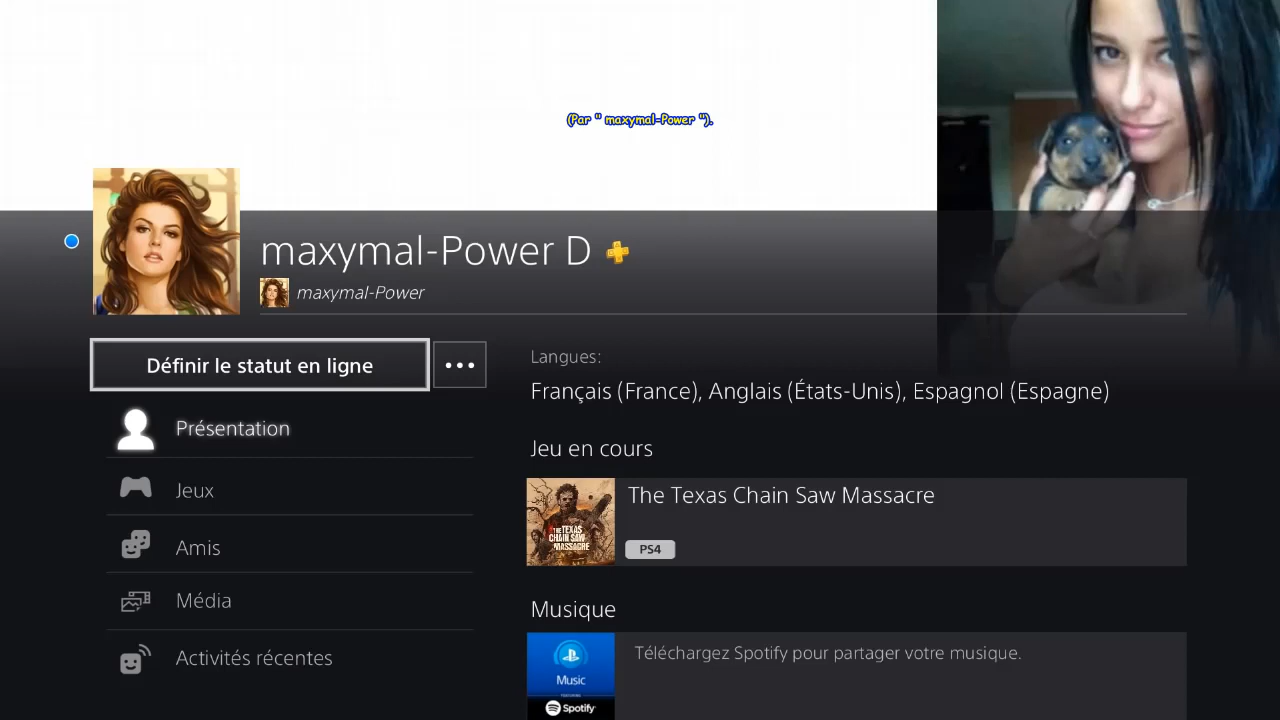 (Par " maxymal-Power ").
maxymal-Power D
maxymal-Power
Définir le statut en ligne
Présentation
Jeux
Amis
Média
Activités récentes
Langues:
Français (France), Anglais (États-Unis), Espagnol (Espagne)
Jeu en cours
THE TEXAS
CHAIN SAW
MASSACRE
The Texas Chain Saw Massacre
PS4
Musique
Music
Spotify
Téléchargez Spotify pour partager votre musique.